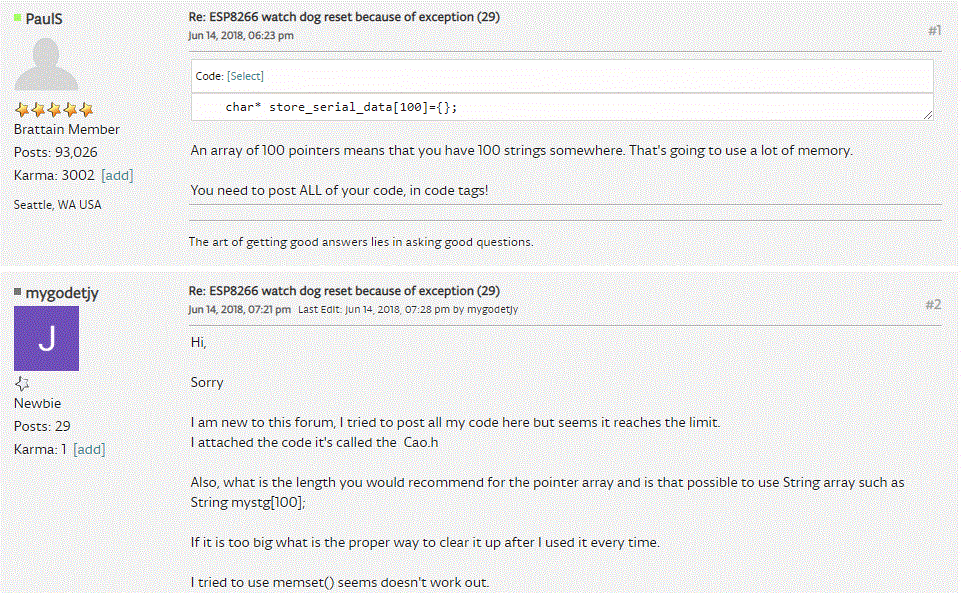 PaulS
Brattain Member
Posts: 93,026
Karma: 3002 [add]
Seattle, WA USA
Re: ESP8266 watch dog reset because of exception (29)
Jun 14, 2018, 06:23 pm
#1
Code: [Select]
char* store_serial_data[100]={};
An array of 100 pointers means that you have 100 strings somewhere. That's going to use a lot of memory.
You need to post ALL of your code, in code tags!
The art of getting good answers lies in asking good questions.
mygodetjy
J
Newbie
Posts: 29
Karma: 1 [add]
Re: ESP8266 watch dog reset because of exception (29)
Jun 14, 2018, 07:21 pm Last Edit: Jun 14, 2018, 07:28 pm by mygodetjy
#2
Hi,
Sorry
I am new to this forum, I tried to post all my code here but seems it reaches the limit.
I attached the code it's called the Cao.h
Also, what is the length you would recommend for the pointer array and is that possible to use String array such as
String mystg[100];
If it is too big what is the proper way to clear it up after I used it every time.
I tried to use memset() seems doesn't work out.